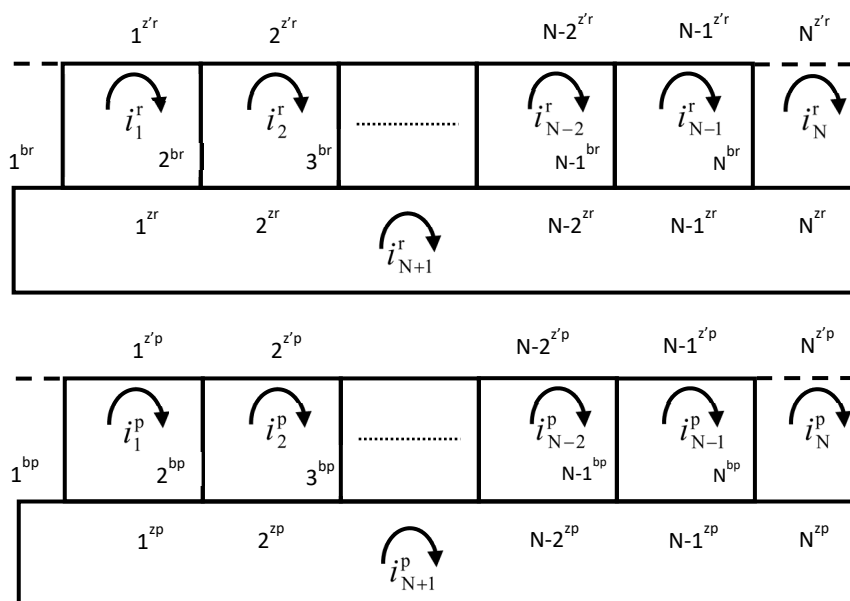 1^z'r 2^z'r N-2^z'r N-1^z'r N^z'r
i_1^r i_2^r ................ i_N-2^r i_N-1^r i_N^r
1^br 2^br 3^br N-1^br N^br
1^zr 2^zr N-2^zr N-1^zr N^zr
i_N+1^r
1^z'p 2^z'p N-2^z'p N-1^z'p N^z'p
i_1^p i_2^p ................ i_N-2^p i_N-1^p i_N^p
1^bp 2^bp 3^bp N-1^bp N^bp
1^zp 2^zp N-2^zp N-1^zp N^zp
i_N+1^p